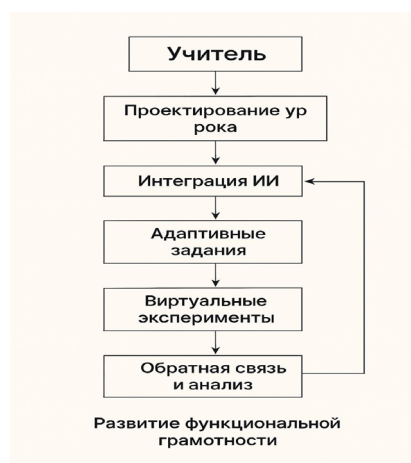 Учитель
Проектирование ур
рока
Интеграция ИИ
Адаптивные
задания
Виртуальные
эксперименты
Обратная связь
и анализ
Развитие функциональной
грамотности